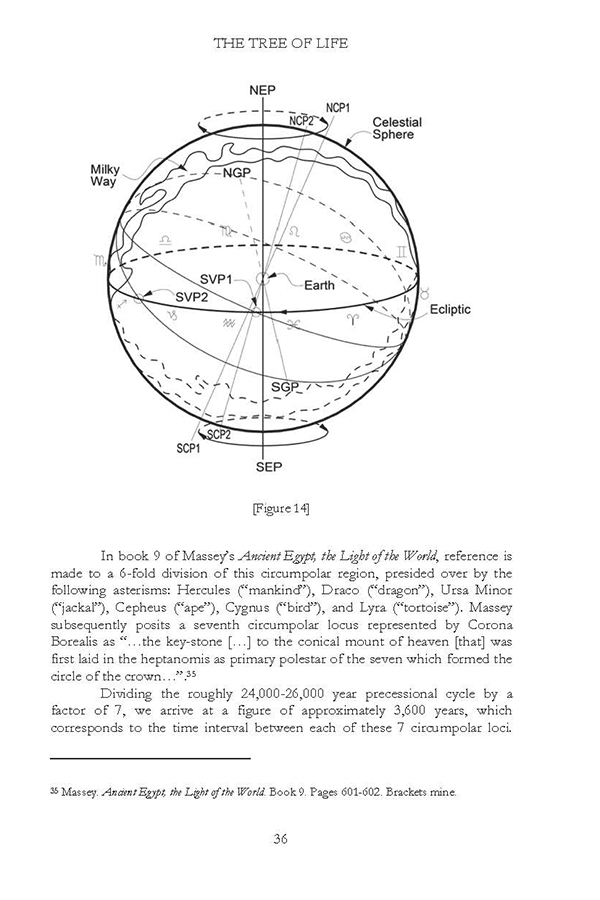 THE TREE OF LIFE
NEP
NCP1
NCP2
Celestial
Sphere
Milky
Way
NGP
♎
♏
♌
♋
♊
♏
SVP1
Earth
SVP2
♉
♐
Ecliptic
♑
♒
♓
♈
SGP
SCP2
SCP1
SEP
[Figure 14]
In book 9 of Massey’s Ancient Egypt, the Light of the World, reference is
made to a 6-fold division of this circumpolar region, presided over by the
following asterisms: Hercules (“mankind”), Draco (“dragon”), Ursa Minor
(“jackal”), Cepheus (“ape”), Cygnus (“bird”), and Lyra (“tortoise”). Massey
subsequently posits a seventh circumpolar locus represented by Corona
Borealis as “…the key-stone […] to the conical mount of heaven [that] was
first laid in the heptanomis as primary polestar of the seven which formed the
circle of the crown…”.³⁵
Dividing the roughly 24,000-26,000 year precessional cycle by a
factor of 7, we arrive at a figure of approximately 3,600 years, which
corresponds to the time interval between each of these 7 circumpolar loci.
³⁵ Massey. Ancient Egypt, the Light of the World. Book 9. Pages 601-602. Brackets mine.
36